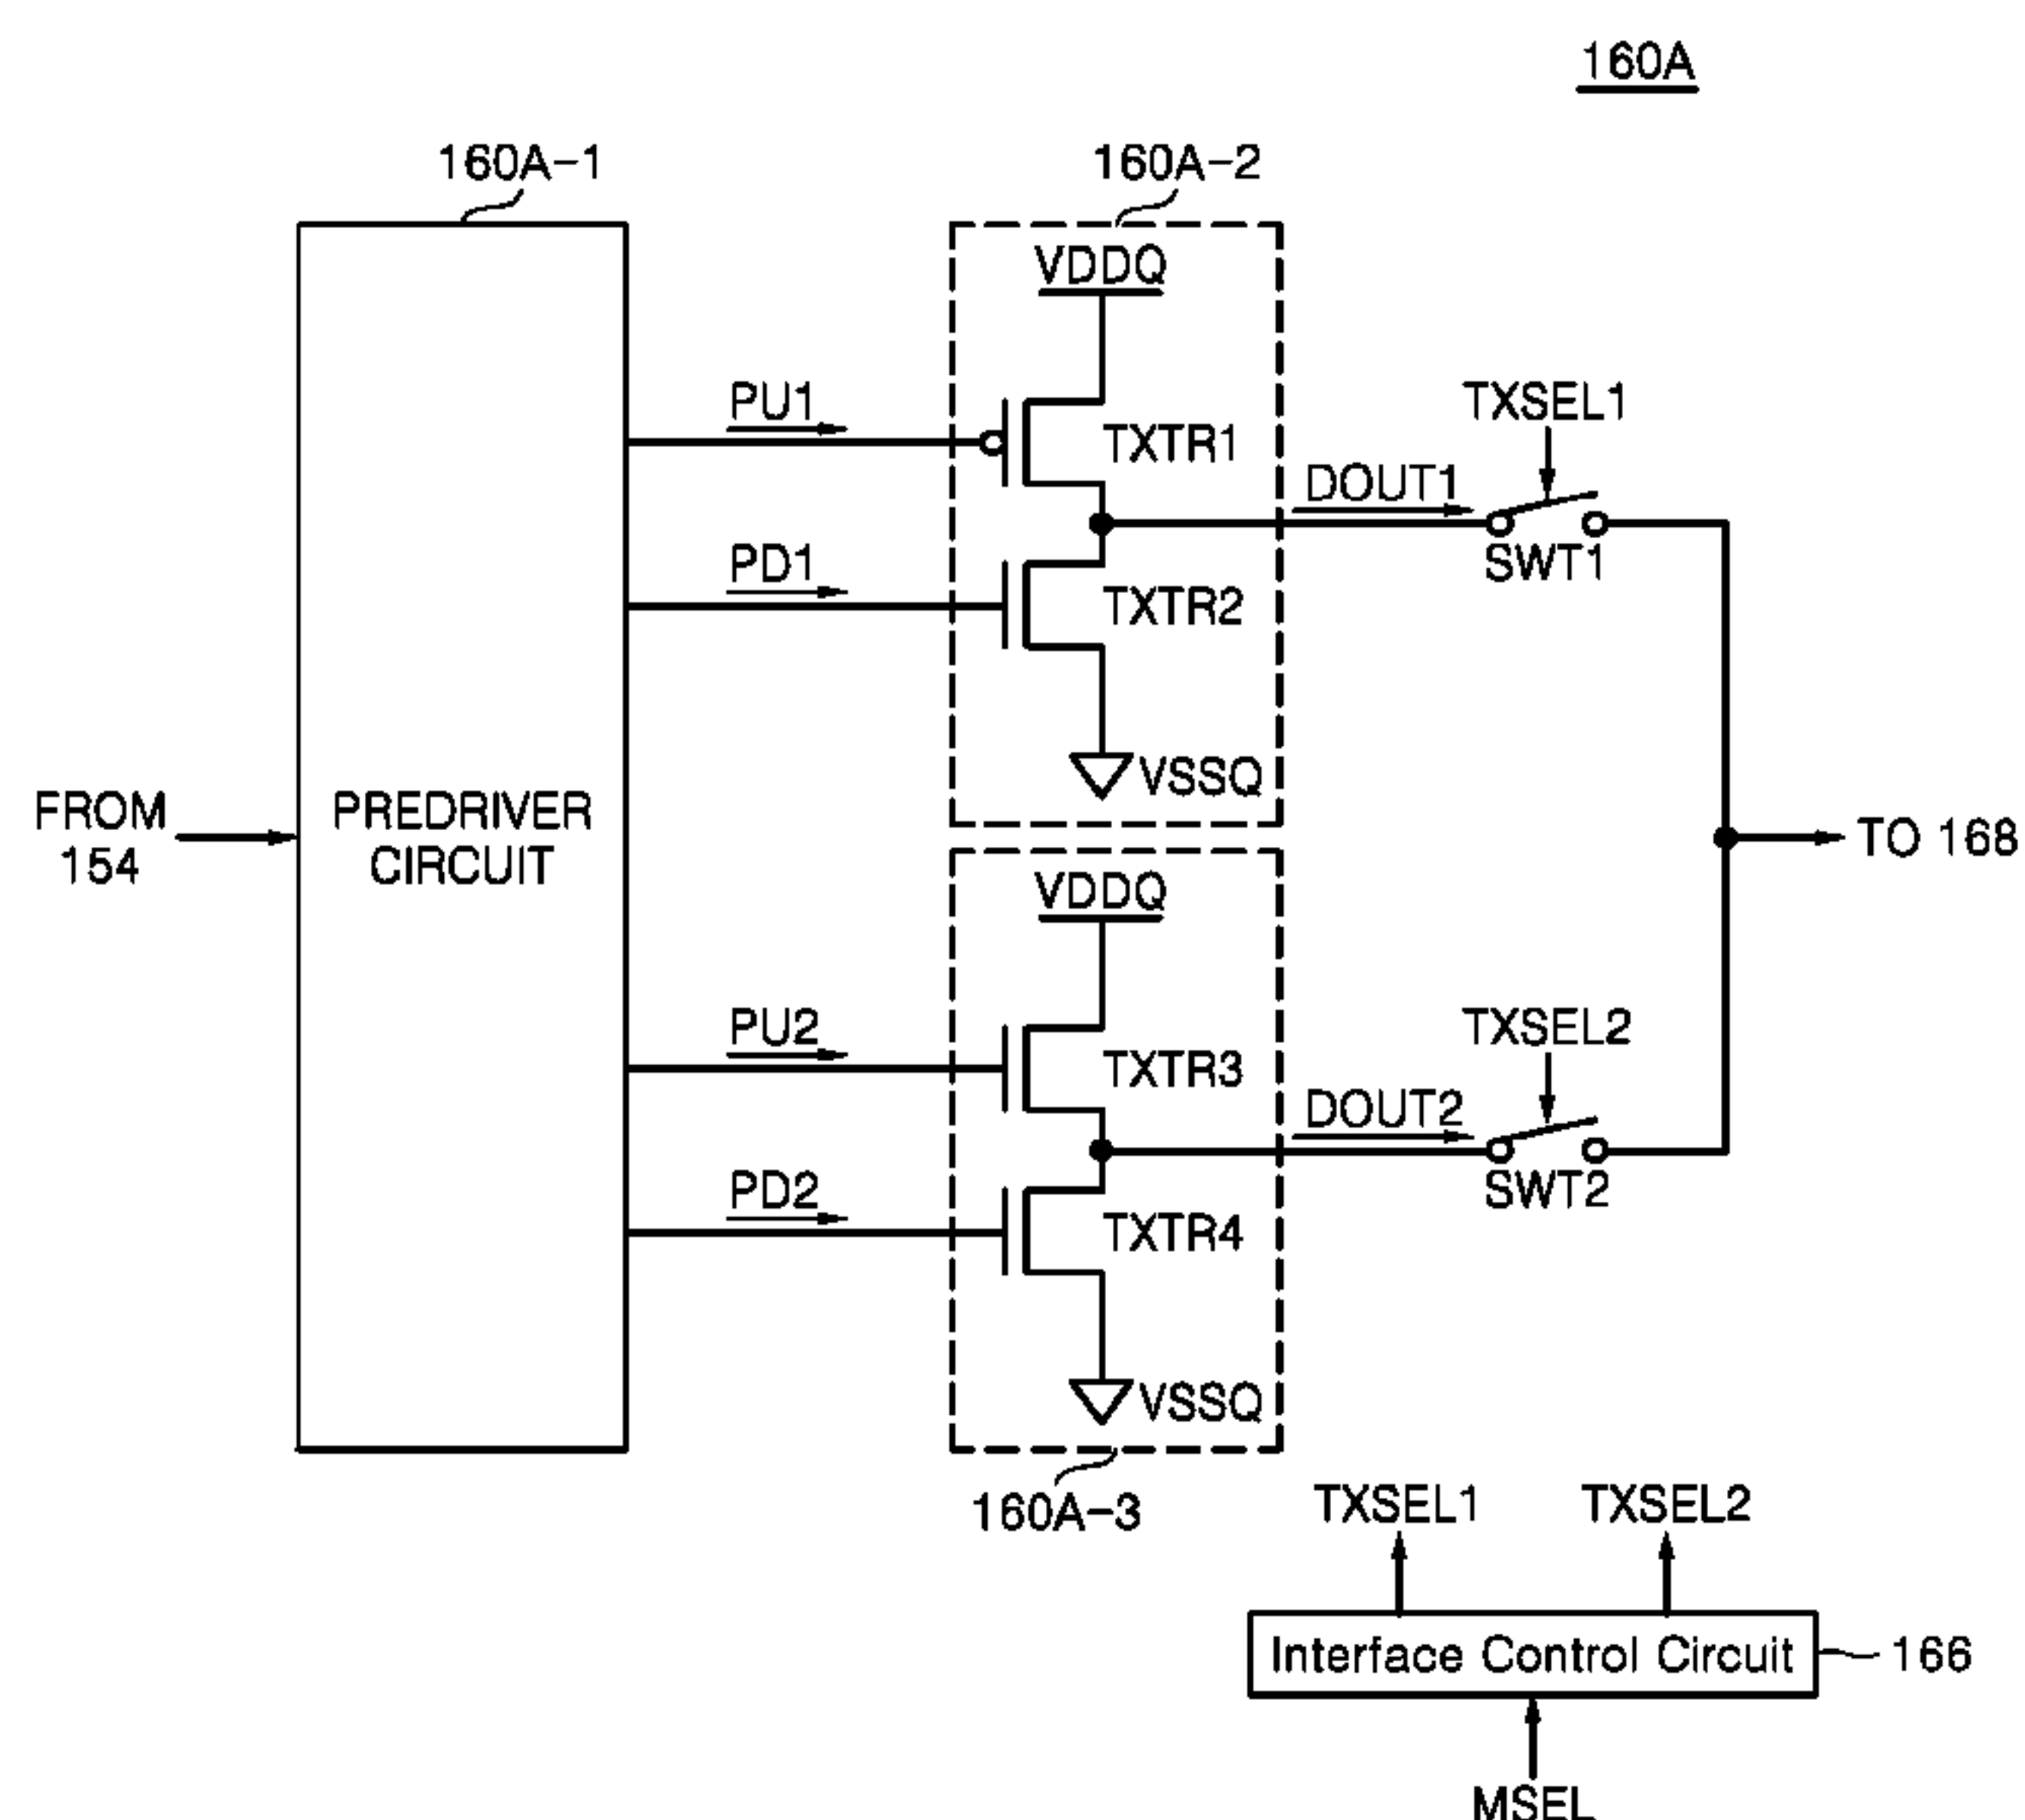 160A
160A-1
160A-2
VDDQ
PU1
TXTR1
TXSEL1
DOUT1
SWT1
PD1
TXTR2
VSSQ
FROM
154
PREDRIVER
CIRCUIT
TO 168
VDDQ
PU2
TXTR3
TXSEL2
DOUT2
SWT2
PD2
TXTR4
VSSQ
160A-3
TXSEL1
TXSEL2
Interface Control Circuit
166
MSEL